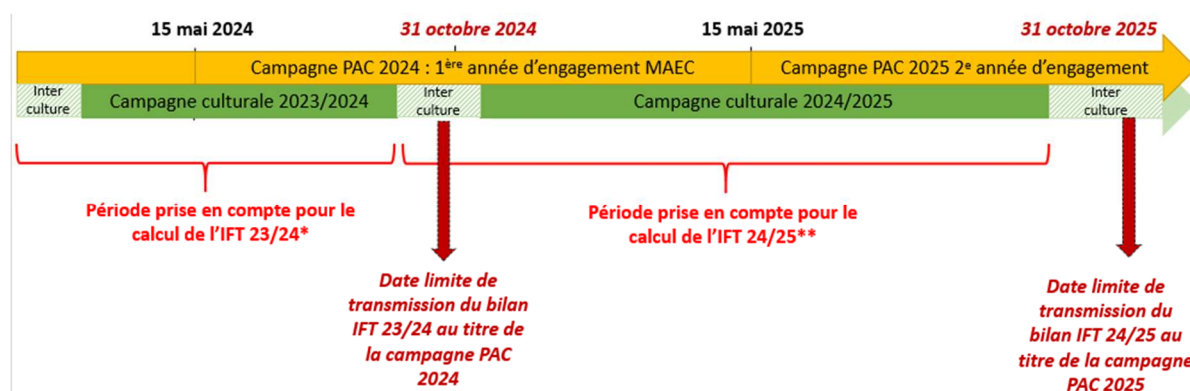 15 mai 2024
31 octobre 2024
15 mai 2025
31 octobre 2025
Campagne PAC 2024 : 1ère année d'engagement MAEC
Campagne PAC 2025 2e année d'engagement
Inter
culture
Campagne culturale 2023/2024
Inter
culture
Campagne culturale 2024/2025
Inter
culture
Période prise en compte pour le
calcul de l'IFT 23/24*
Période prise en compte pour le
calcul de l'IFT 24/25**
Date limite de
transmission du bilan
IFT 23/24 au titre de
la campagne PAC
2024
Date limite de
transmission du
bilan IFT 24/25 au
titre de la campagne
PAC 2025